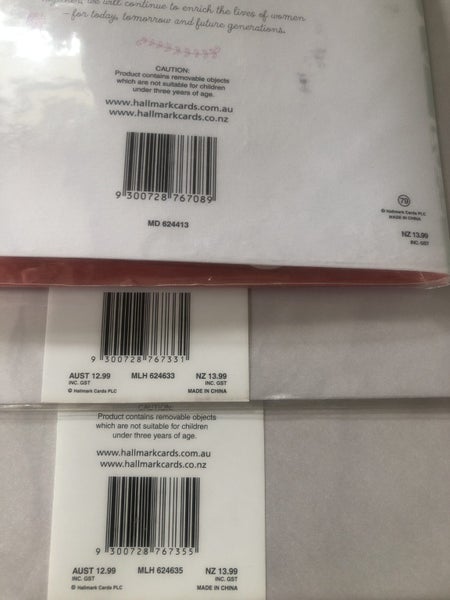 we will continue to enrich the lives of women
– for today, tomorrow and future generations.
CAUTION:
Product contains removable objects
which are not suitable for children
under three years of age.
www.hallmarkcards.com.au
www.hallmarkcards.co.nz
9 300728 767089
MD 624413
79
© Hallmark Cards PLC
MADE IN CHINA
NZ 13.99
INC. GST
9 300728 767331
AUST 12.99 MLH 624633 NZ 13.99
INC. GST INC. GST
© Hallmark Cards PLC MADE IN CHINA
CAUTION:
Product contains removable objects
which are not suitable for children
under three years of age.
www.hallmarkcards.com.au
www.hallmarkcards.co.nz
9 300728 767355
AUST 12.99 MLH 624635 NZ 13.99
INC. GST INC. GST
© Hallmark Cards PLC MADE IN CHINA